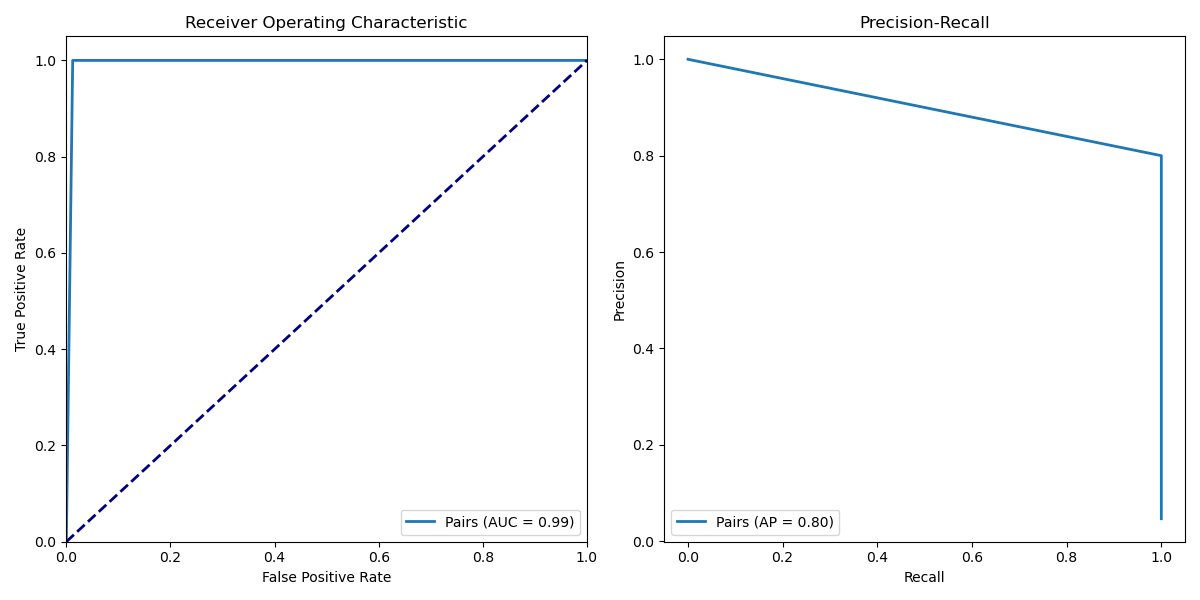 Receiver Operating Characteristic
1.0
0.8
0.6
0.4
0.2
0.0
True Positive Rate
0.0 0.2 0.4 0.6 0.8 1.0
False Positive Rate
Pairs (AUC = 0.99)
Precision-Recall
1.0
0.8
0.6
0.4
0.2
0.0
Precision
0.0 0.2 0.4 0.6 0.8 1.0
Recall
Pairs (AP = 0.80)